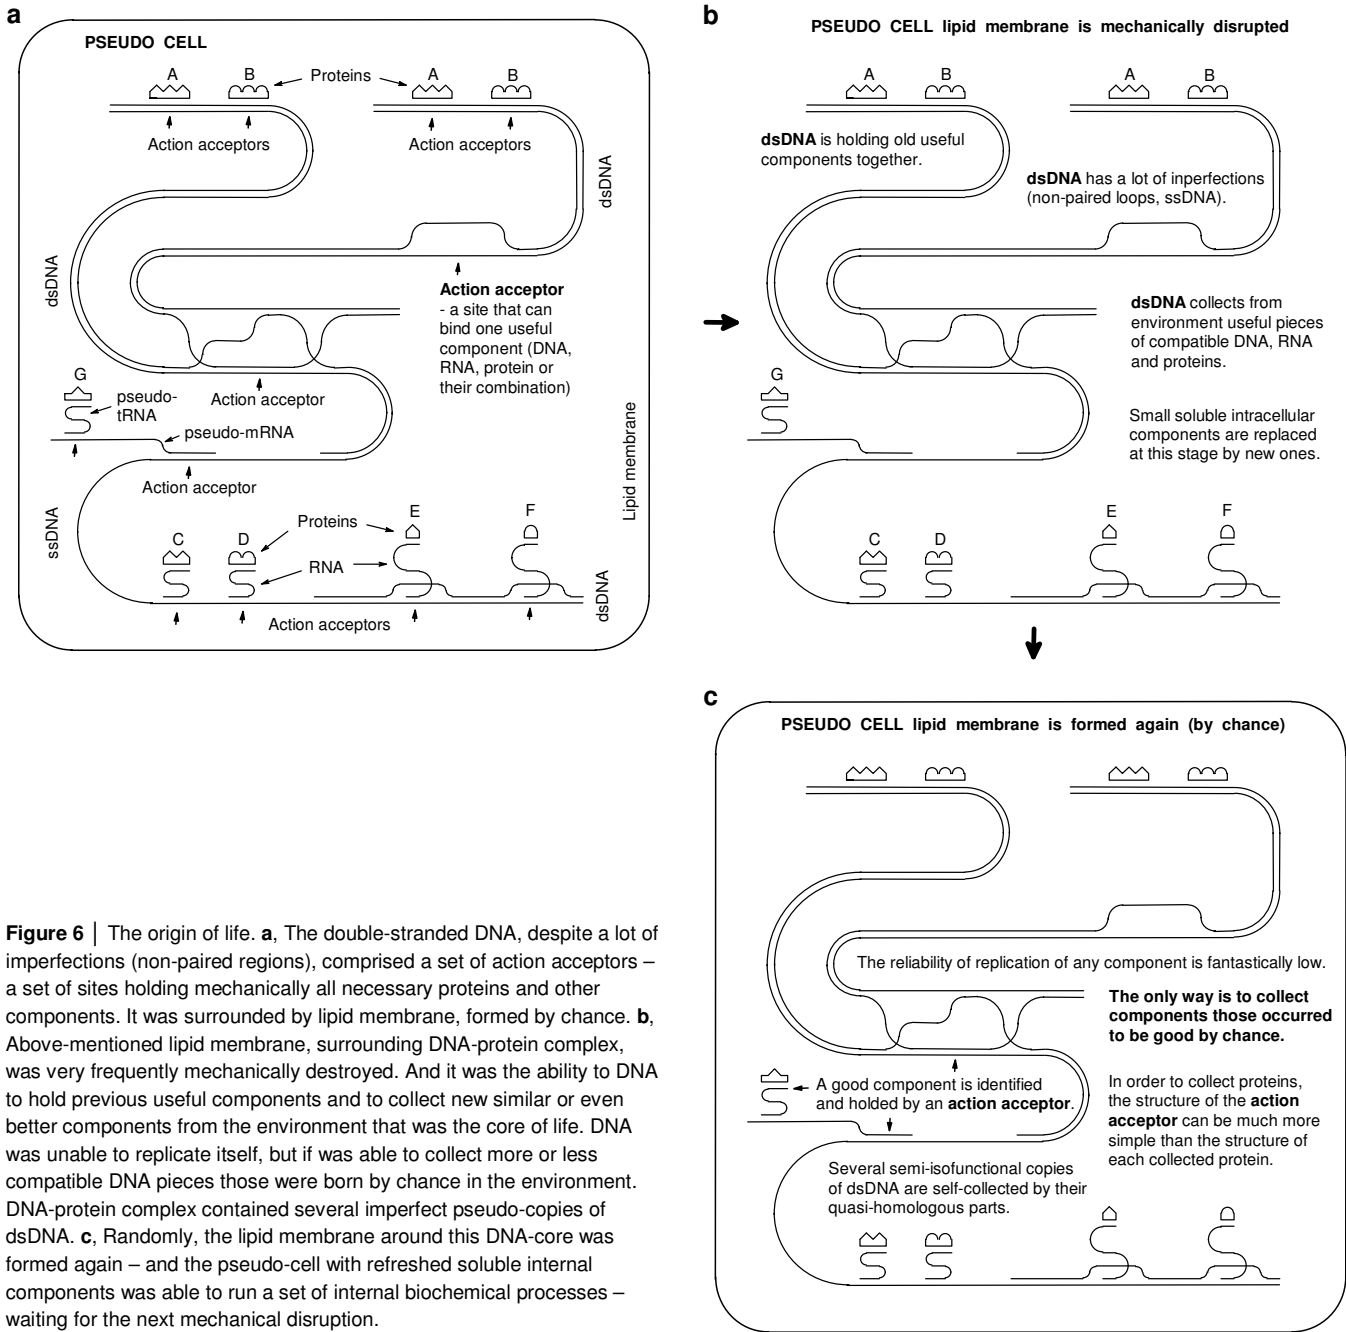 a
PSEUDO CELL
A
B
Proteins
A
B
Action acceptors
Action acceptors
dsDNA
dsDNA
Action acceptor
- a site that can
bind one useful
component (DNA,
RNA, protein or
their combination)
G
pseudo-
tRNA
Action acceptor
pseudo-mRNA
Action acceptor
Lipid membrane
ssDNA
Proteins
E
F
C
D
RNA
dsDNA
Action acceptors
b
PSEUDO CELL lipid membrane is mechanically disrupted
A
B
A
B
dsDNA is holding old useful
components together.
dsDNA has a lot of inperfections
(non-paired loops, ssDNA).
dsDNA collects from
environment useful pieces
of compatible DNA, RNA
and proteins.
G
Small soluble intracellular
components are replaced
at this stage by new ones.
E
F
C
D
c
PSEUDO CELL lipid membrane is formed again (by chance)
The reliability of replication of any component is fantastically low.
The only way is to collect
components those occurred
to be good by chance.
A good component is identified
and holded by an action acceptor.
In order to collect proteins,
the structure of the action
acceptor can be much more
simple than the structure of
each collected protein.
Several semi-isofunctional copies
of dsDNA are self-collected by their
quasi-homologous parts.
Figure 6 | The origin of life. a, The double-stranded DNA, despite a lot of
imperfections (non-paired regions), comprised a set of action acceptors –
a set of sites holding mechanically all necessary proteins and other
components. It was surrounded by lipid membrane, formed by chance. b,
Above-mentioned lipid membrane, surrounding DNA-protein complex,
was very frequently mechanically destroyed. And it was the ability to DNA
to hold previous useful components and to collect new similar or even
better components from the environment that was the core of life. DNA
was unable to replicate itself, but if was able to collect more or less
compatible DNA pieces those were born by chance in the environment.
DNA-protein complex contained several imperfect pseudo-copies of
dsDNA. c, Randomly, the lipid membrane around this DNA-core was
formed again – and the pseudo-cell with refreshed soluble internal
components was able to run a set of internal biochemical processes –
waiting for the next mechanical disruption.